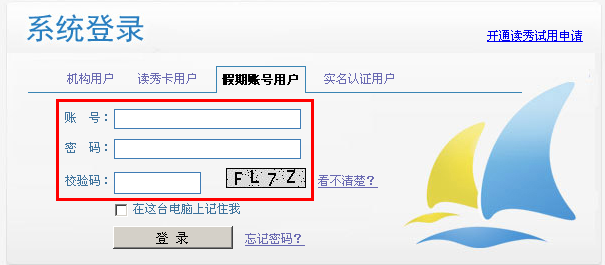 系统登录
开通读秀试用申请
机构用户 读秀卡用户 假期账号用户 实名认证用户
账 号：
密 码：
校验码： FL7Z 看不清楚？
在这台电脑上记住我
登 录 忘记密码？